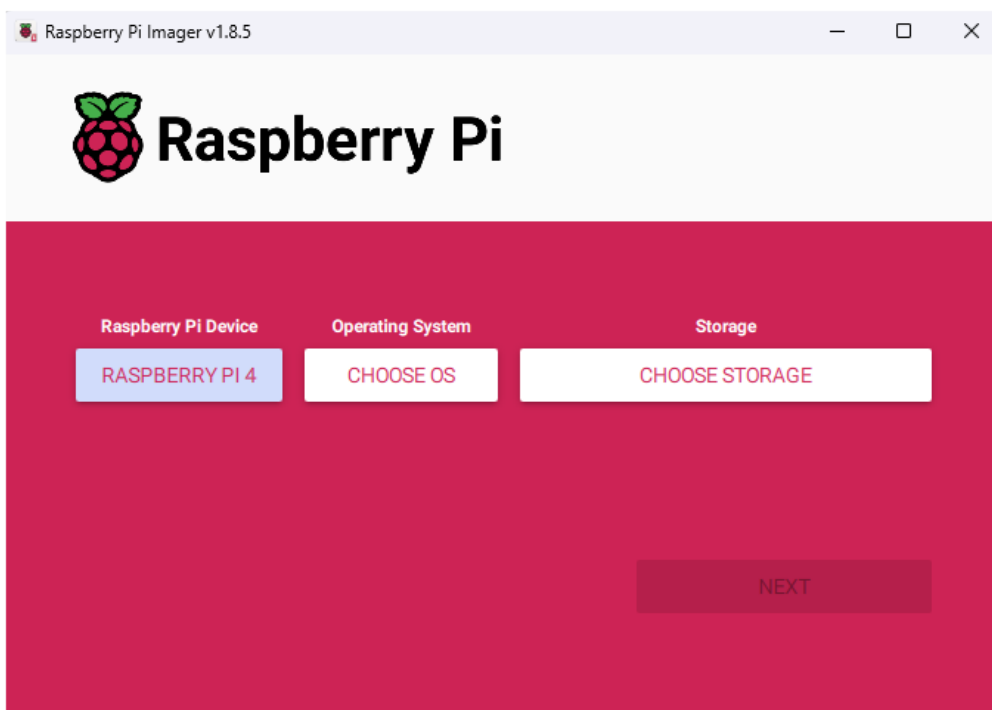 Raspberry Pi Imager v1.8.5
Raspberry Pi
Raspberry Pi Device Operating System Storage
RASPBERRY PI 4 CHOOSE OS CHOOSE STORAGE
NEXT